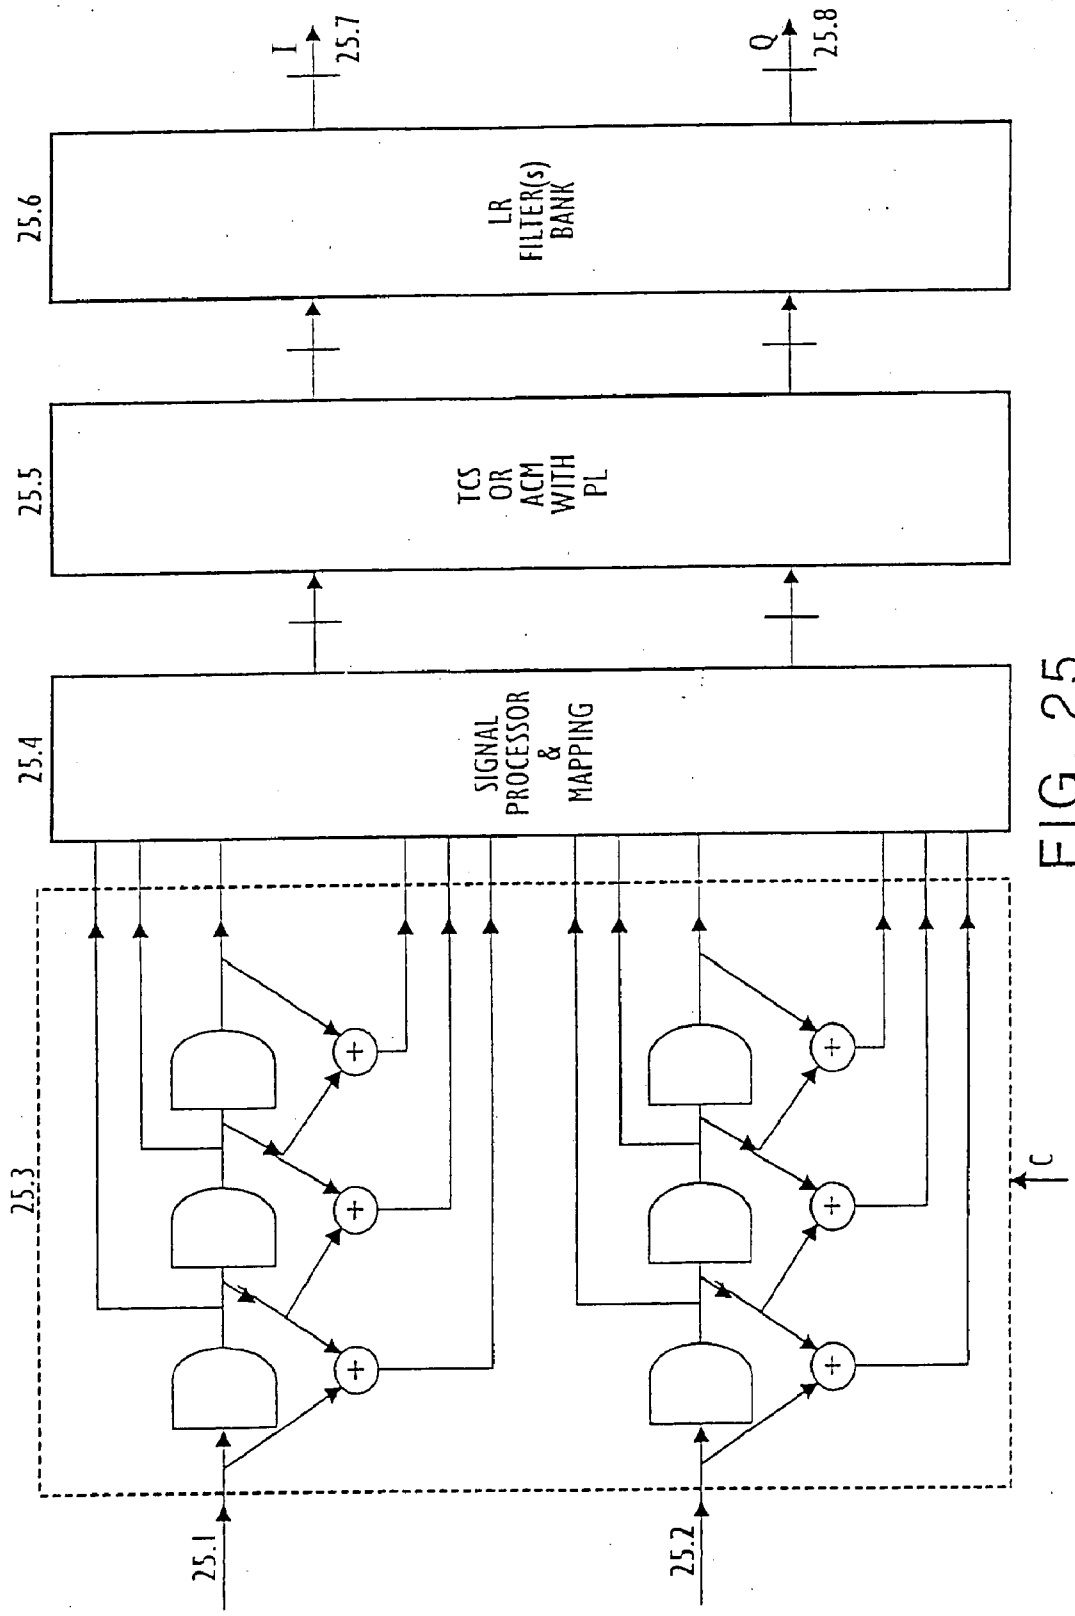 25.1
25.2
25.3
C
25.4
SIGNAL
PROCESSOR
&
MAPPING
25.5
TCS
OR
ACM
WITH
PL
25.6
LR
FILTER(s)
BANK
I
25.7
Q
25.8
+
+
+
+
+
+
FIG. 25